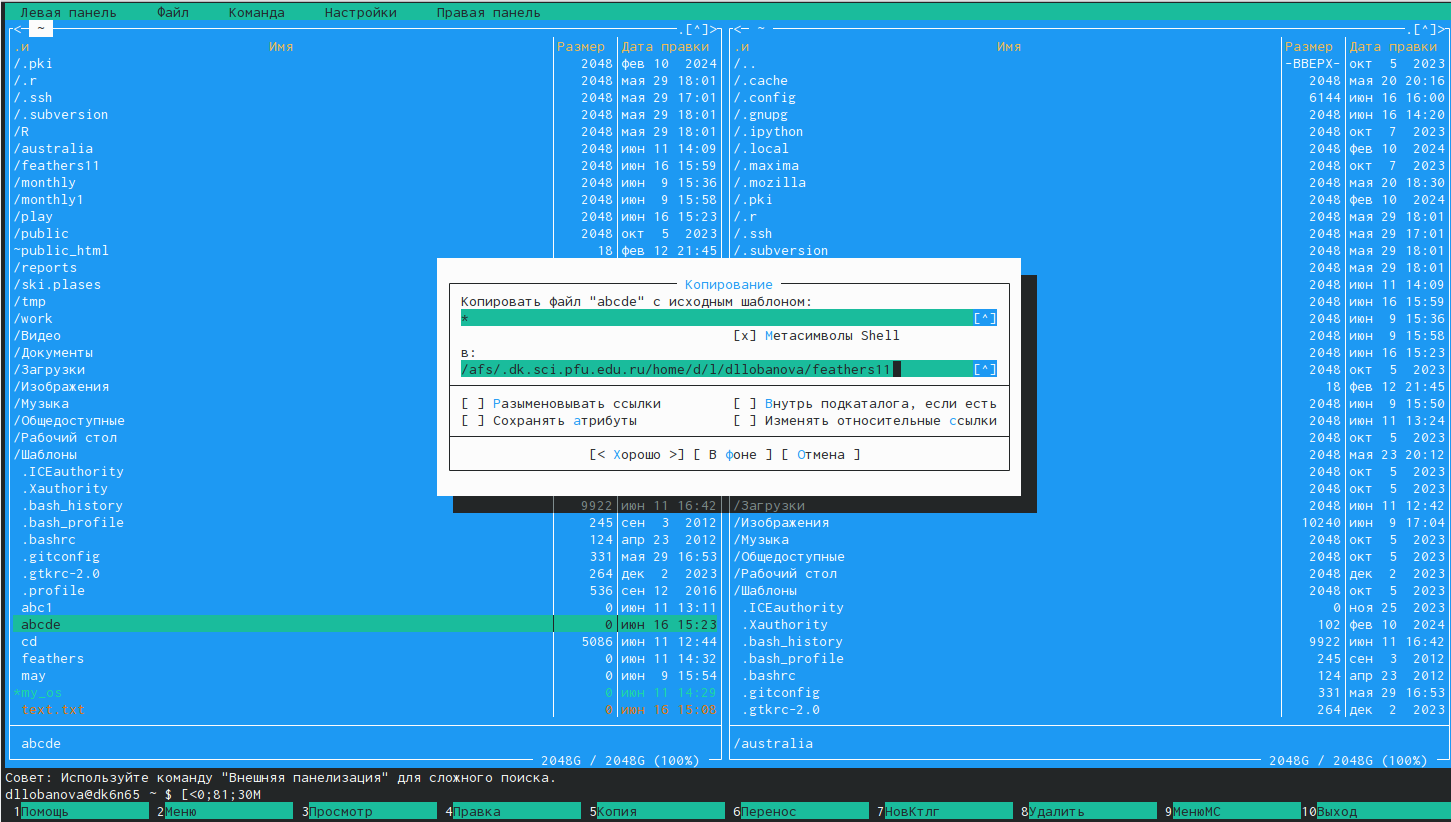 Левая панель Файл Команда Настройки Правая панель
<- ~ .[^]>
.и Имя Размер Дата правки
/.pki 2048 фев 10 2024
/.r 2048 мая 29 18:01
/.ssh 2048 мая 29 17:01
/.subversion 2048 мая 29 18:01
/R 2048 мая 29 18:01
/australia 2048 июн 11 14:09
/feathers11 2048 июн 16 15:59
/monthly 2048 июн 9 15:36
/monthly1 2048 июн 9 15:58
/play 2048 июн 16 15:23
/public 2048 окт 5 2023
~public_html 18 фев 12 21:45
/reports
/ski.plases
/tmp
/work
/Видео
/Документы
/Загрузки
/Изображения
/Музыка
/Общедоступные
/Рабочий стол
/Шаблоны
.ICEauthority
.Xauthority
.bash_history 9922 июн 11 16:42
.bash_profile 245 сен 3 2012
.bashrc 124 апр 23 2012
.gitconfig 331 мая 29 16:53
.gtkrc-2.0 264 дек 2 2023
.profile 536 сен 12 2016
abc1 0 июн 11 13:11
abcde 0 июн 16 15:23
cd 5086 июн 11 12:44
feathers 0 июн 11 14:32
may 0 июн 9 15:54
*my_os 0 июн 11 14:29
text.txt 0 июн 16 15:08
abcde
2048G / 2048G (100%)
Копирование
Копировать файл "abcde" с исходным шаблоном:
* [^]
[x] Метасимволы Shell
в:
/afs/.dk.sci.pfu.edu.ru/home/d/l/dllobanova/feathers11 [^]
[ ] Разыменовывать ссылки [ ] Внутрь подкаталога, если есть
[ ] Сохранять атрибуты [ ] Изменять относительные ссылки
[< Хорошо >] [ В фоне ] [ Отмена ]
<- ~ .[^]>
.и Имя Размер Дата правки
/.. -ВВЕРХ- окт 5 2023
/.cache 2048 мая 20 20:16
/.config 6144 июн 16 16:00
/.gnupg 2048 июн 16 14:20
/.ipython 2048 окт 7 2023
/.local 2048 фев 10 2024
/.maxima 2048 окт 7 2023
/.mozilla 2048 мая 20 18:30
/.pki 2048 фев 10 2024
/.r 2048 мая 29 18:01
/.ssh 2048 мая 29 17:01
/.subversion 2048 мая 29 18:01
2048 мая 29 18:01
2048 июн 11 14:09
2048 июн 16 15:59
2048 июн 9 15:36
2048 июн 9 15:58
2048 июн 16 15:23
2048 окт 5 2023
18 фев 12 21:45
2048 июн 9 15:50
2048 июн 11 13:24
2048 окт 5 2023
2048 мая 23 20:12
2048 окт 5 2023
2048 окт 5 2023
/Загрузки 2048 июн 11 12:42
/Изображения 10240 июн 9 17:04
/Музыка 2048 окт 5 2023
/Общедоступные 2048 окт 5 2023
/Рабочий стол 2048 дек 2 2023
/Шаблоны 2048 окт 5 2023
.ICEauthority 0 ноя 25 2023
.Xauthority 102 фев 10 2024
.bash_history 9922 июн 11 16:42
.bash_profile 245 сен 3 2012
.bashrc 124 апр 23 2012
.gitconfig 331 мая 29 16:53
.gtkrc-2.0 264 дек 2 2023
/australia
2048G / 2048G (100%)
Совет: Используйте команду "Внешняя панелизация" для сложного поиска.
dllobanova@dk6n65 ~ $ [<0;81;30M
1Помощь 2Меню 3Просмотр 4Правка 5Копия 6Перенос 7НовКтлг 8Удалить 9МенюМС 10Выход